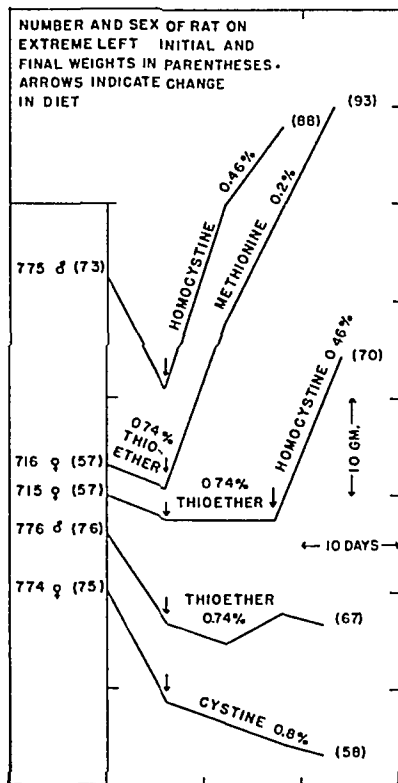 NUMBER AND SEX OF RAT ON
EXTREME LEFT INITIAL AND
FINAL WEIGHTS IN PARENTHESES.
ARROWS INDICATE CHANGE
IN DIET
(88)
(93)
HOMOCYSTINE 0.46%
METHIONINE 0.2%
775 ♂ (73)
HOMOCYSTINE 0.46%
(70)
0.74%
THIO-
ETHER
10 GM.
716 ♀ (57)
715 ♀ (57)
0.74%
THIOETHER
776 ♂ (76)
10 DAYS
774 ♀ (75)
THIOETHER
0.74%
(67)
CYSTINE 0.8%
(58)